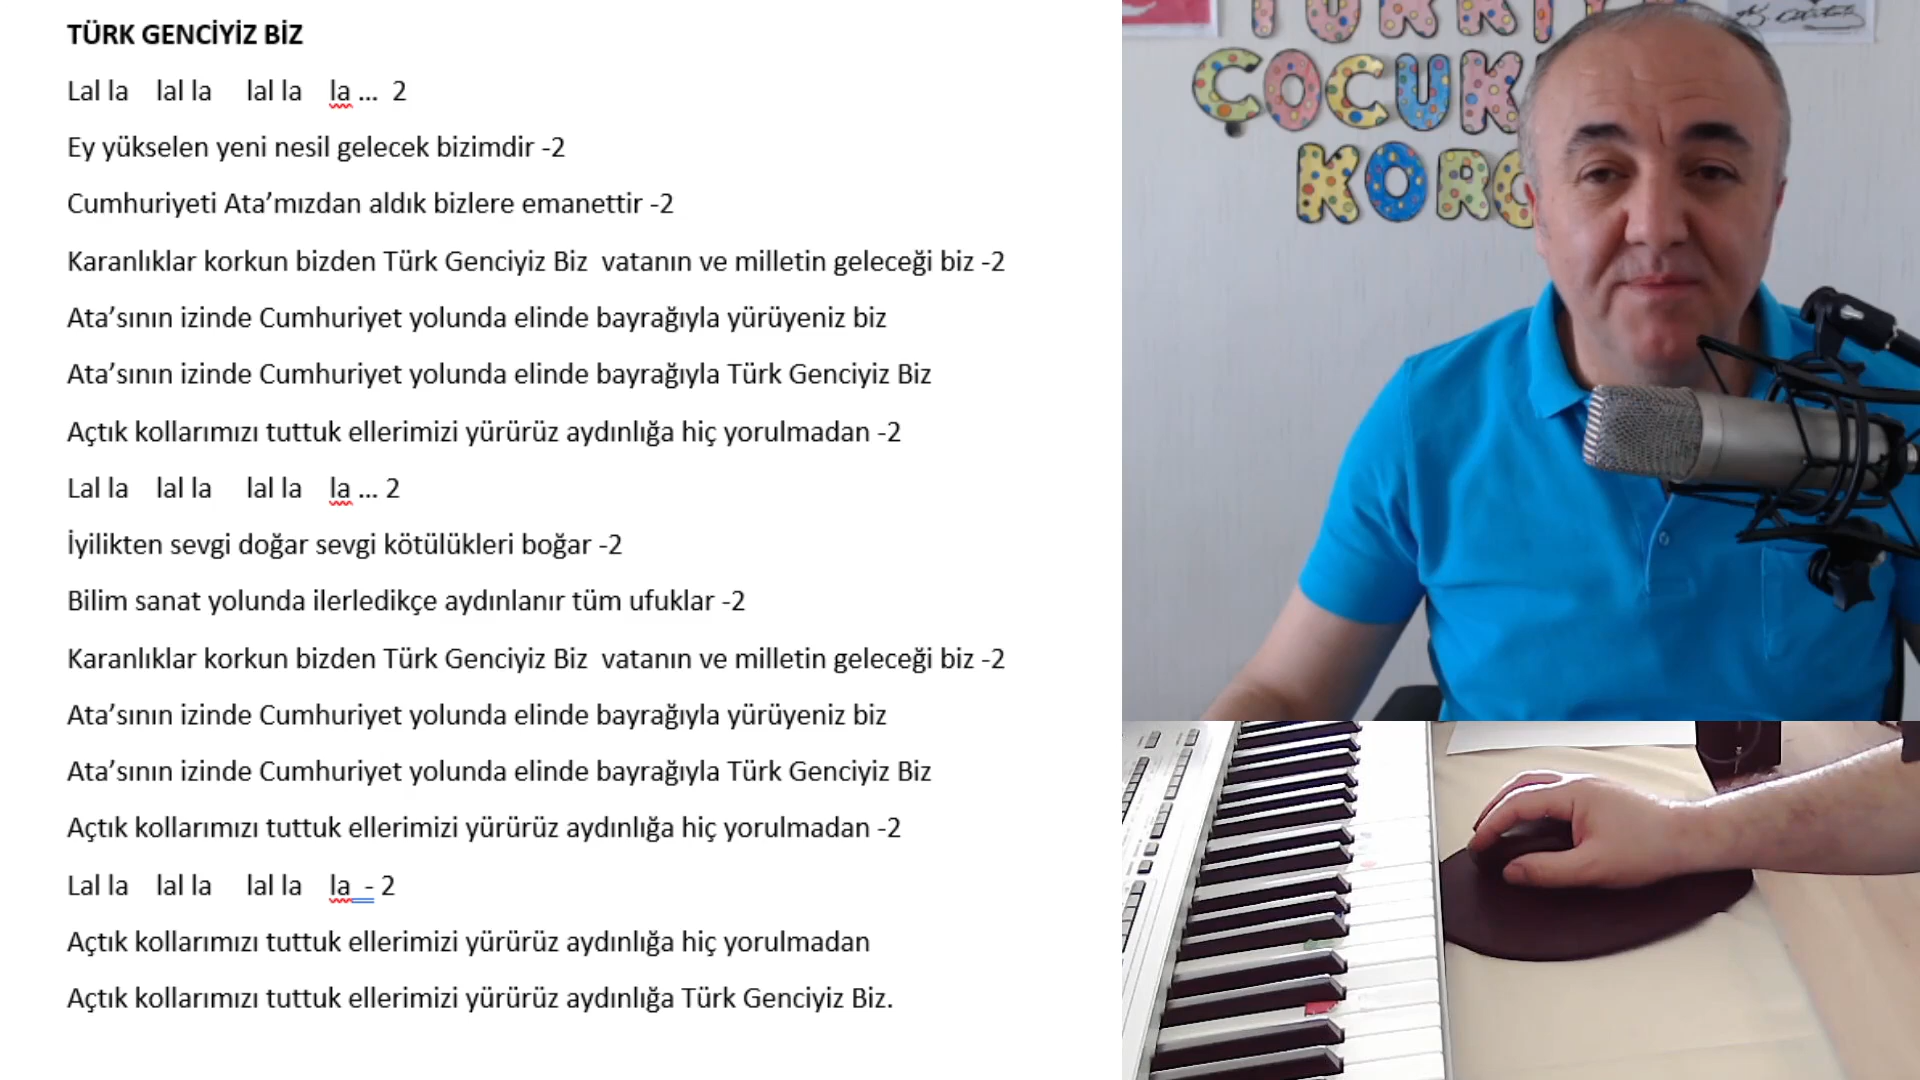 TÜRK GENCİYİZ BİZ
Lal la lal la lal la la ... 2
Ey yükselen yeni nesil gelecek bizimdir -2
Cumhuriyeti Ata’mızdan aldık bizlere emanettir -2
Karanlıklar korkun bizden Türk Genciyiz Biz vatanın ve milletin geleceği biz -2
Ata’sının izinde Cumhuriyet yolunda elinde bayrağıyla yürüyeniz biz
Ata’sının izinde Cumhuriyet yolunda elinde bayrağıyla Türk Genciyiz Biz
Açtık kollarımızı tuttuk ellerimizi yürürüz aydınlığa hiç yorulmadan -2
Lal la lal la lal la la ... 2
İyilikten sevgi doğar sevgi kötülükleri boğar -2
Bilim sanat yolunda ilerledikçe aydınlanır tüm ufuklar -2
Karanlıklar korkun bizden Türk Genciyiz Biz vatanın ve milletin geleceği biz -2
Ata’sının izinde Cumhuriyet yolunda elinde bayrağıyla yürüyeniz biz
Ata’sının izinde Cumhuriyet yolunda elinde bayrağıyla Türk Genciyiz Biz
Açtık kollarımızı tuttuk ellerimizi yürürüz aydınlığa hiç yorulmadan -2
Lal la lal la lal la la - 2
Açtık kollarımızı tuttuk ellerimizi yürürüz aydınlığa hiç yorulmadan
Açtık kollarımızı tuttuk ellerimizi yürürüz aydınlığa Türk Genciyiz Biz.
TÜRKİYE
ÇOCUK
KORO